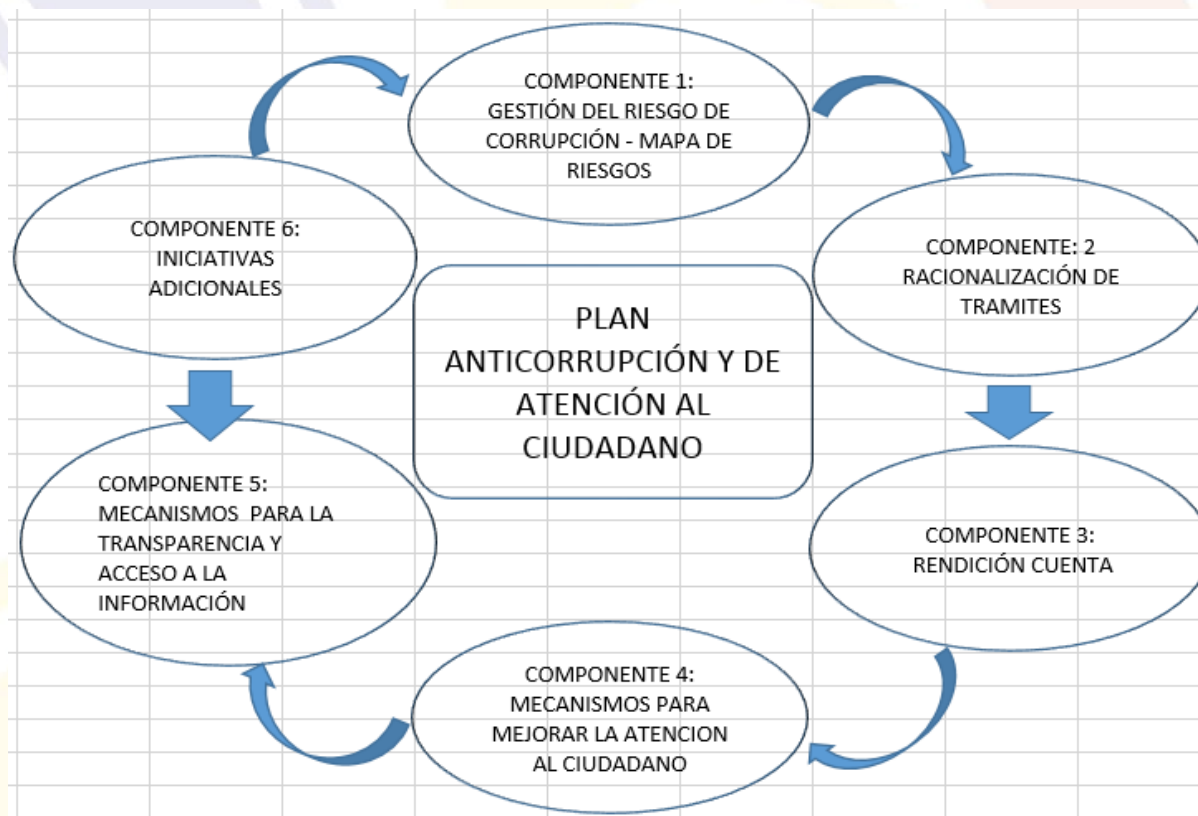 COMPONENTE 1:
GESTIÓN DEL RIESGO DE
CORRUPCIÓN - MAPA DE
RIESGOS
COMPONENTE: 2
RACIONALIZACIÓN DE
TRAMITES
COMPONENTE 3:
RENDICIÓN CUENTA
COMPONENTE 4:
MECANISMOS PARA
MEJORAR LA ATENCION
AL CIUDADANO
COMPONENTE 5:
MECANISMOS PARA LA
TRANSPARENCIA Y
ACCESO A LA
INFORMACIÓN
COMPONENTE 6:
INICIATIVAS
ADICIONALES
PLAN
ANTICORRUPCIÓN Y DE
ATENCIÓN AL
CIUDADANO